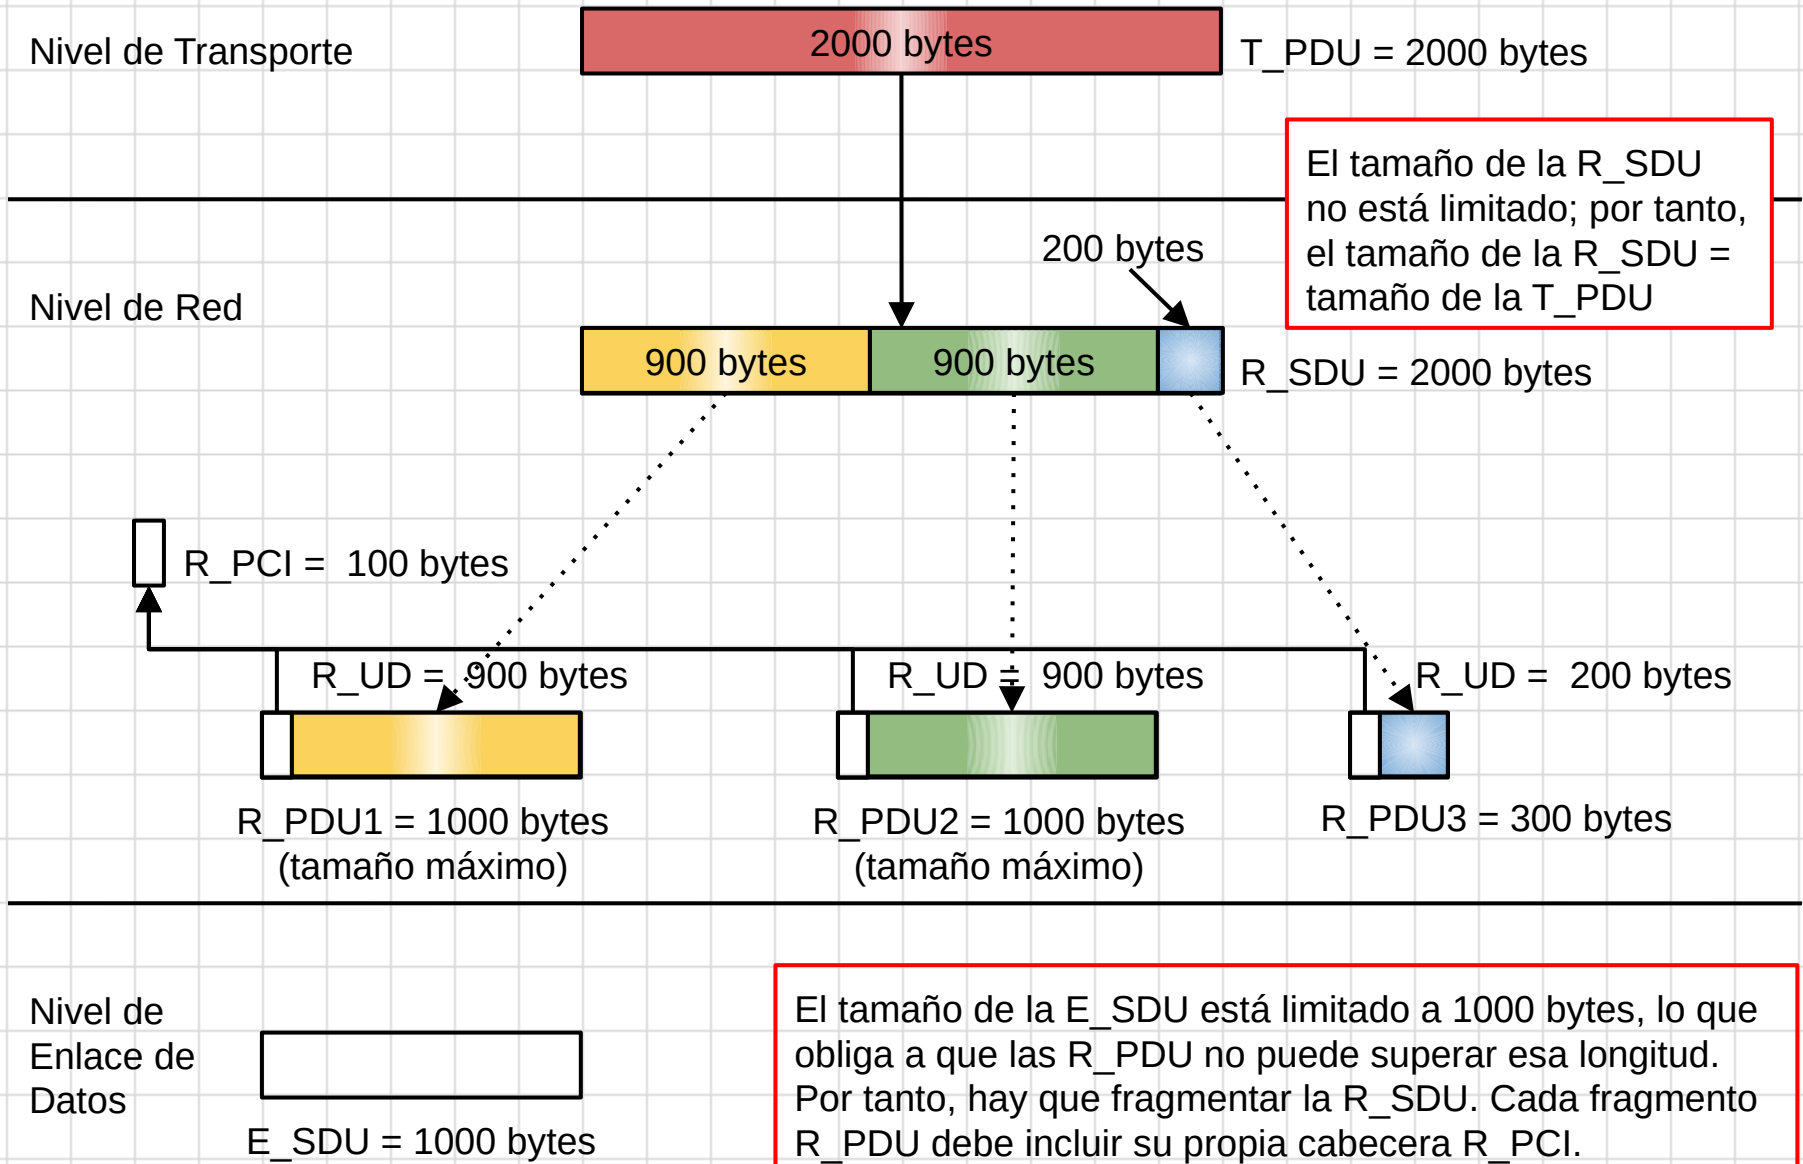 Nivel de Transporte
2000 bytes
T_PDU = 2000 bytes
El tamaño de la R_SDU
no está limitado; por tanto,
el tamaño de la R_SDU =
tamaño de la T_PDU
200 bytes
Nivel de Red
900 bytes
900 bytes
R_SDU = 2000 bytes
R_PCI = 100 bytes
R_UD = 900 bytes
R_UD = 900 bytes
R_UD = 200 bytes
R_PDU1 = 1000 bytes
(tamaño máximo)
R_PDU2 = 1000 bytes
(tamaño máximo)
R_PDU3 = 300 bytes
Nivel de
Enlace de
Datos
E_SDU = 1000 bytes
El tamaño de la E_SDU está limitado a 1000 bytes, lo que
obliga a que las R_PDU no puede superar esa longitud.
Por tanto, hay que fragmentar la R_SDU. Cada fragmento
R_PDU debe incluir su propia cabecera R_PCI.